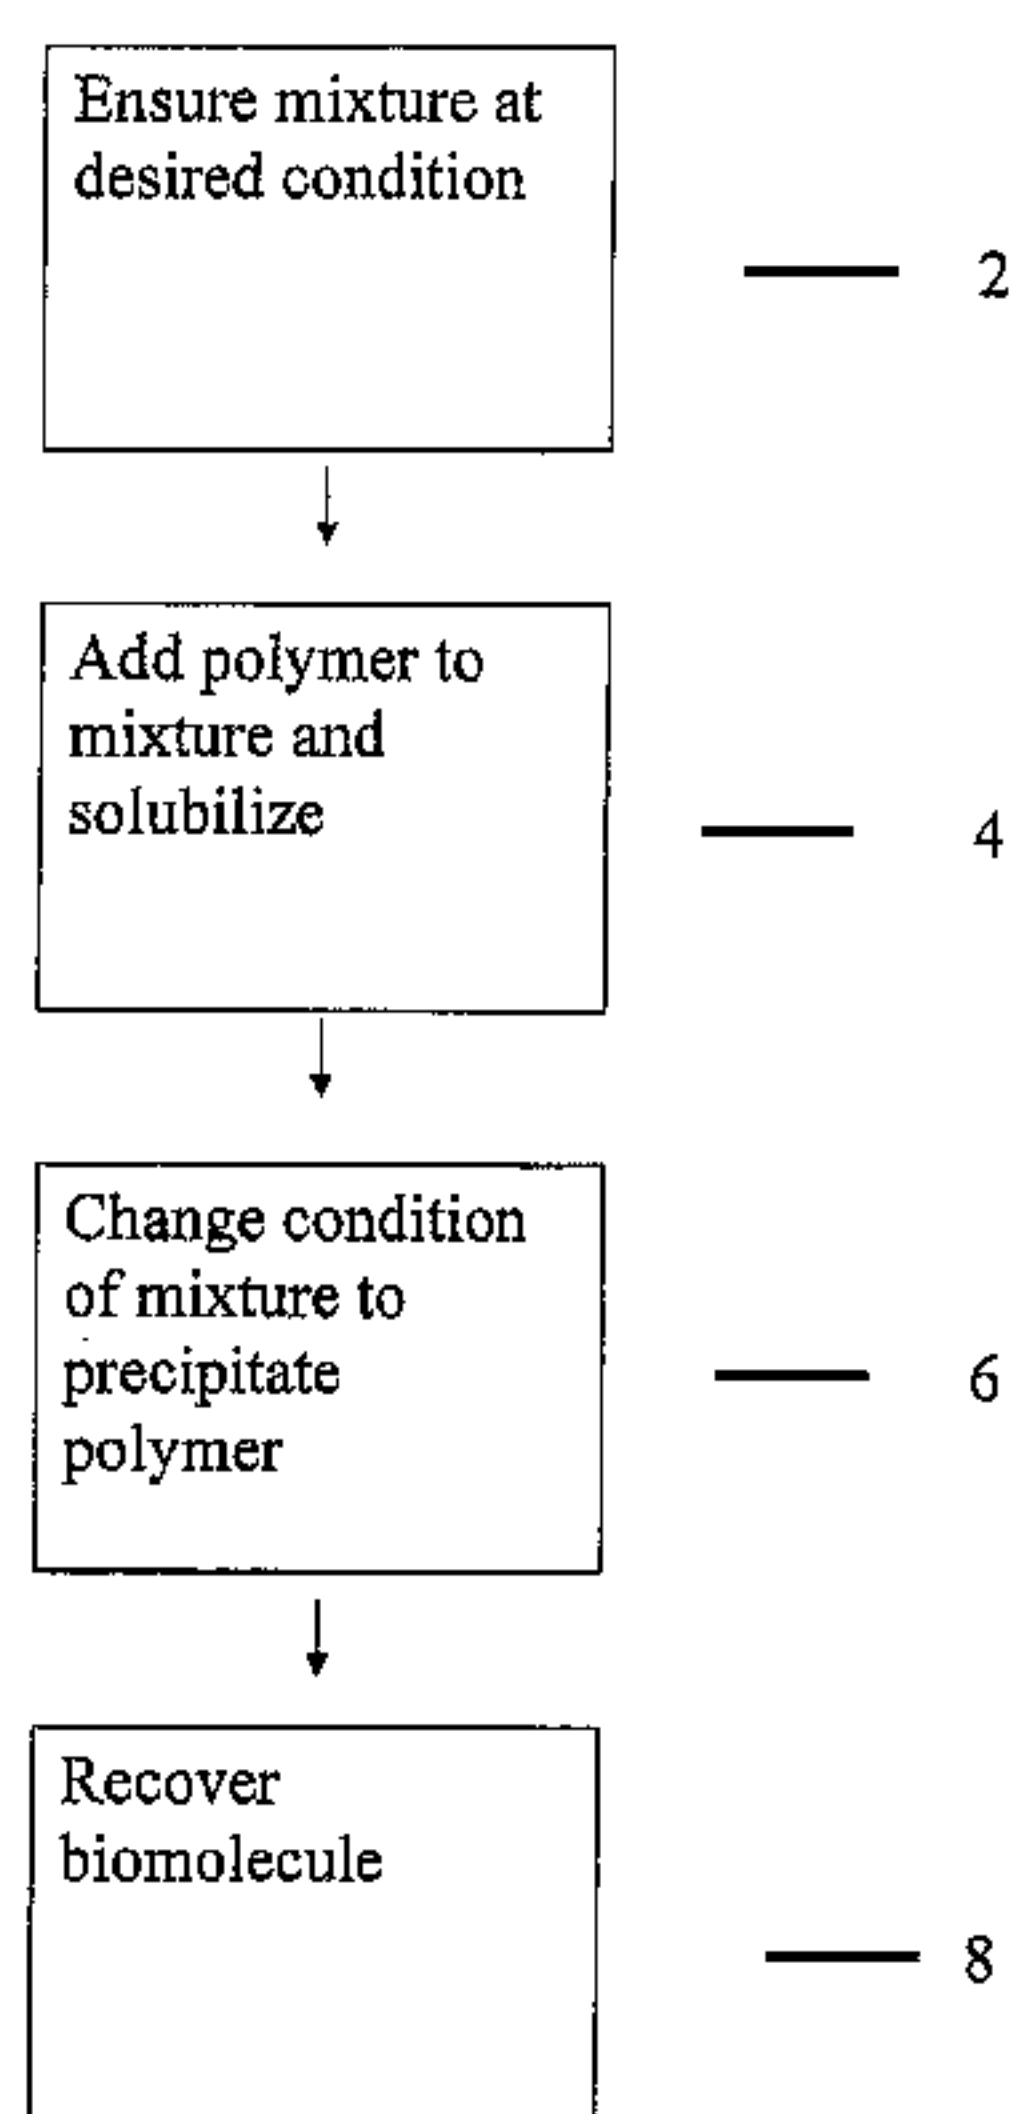 Ensure mixture at
desired condition
2
Add polymer to
mixture and
solubilize
4
Change condition
of mixture to
precipitate
polymer
6
Recover
biomolecule
8